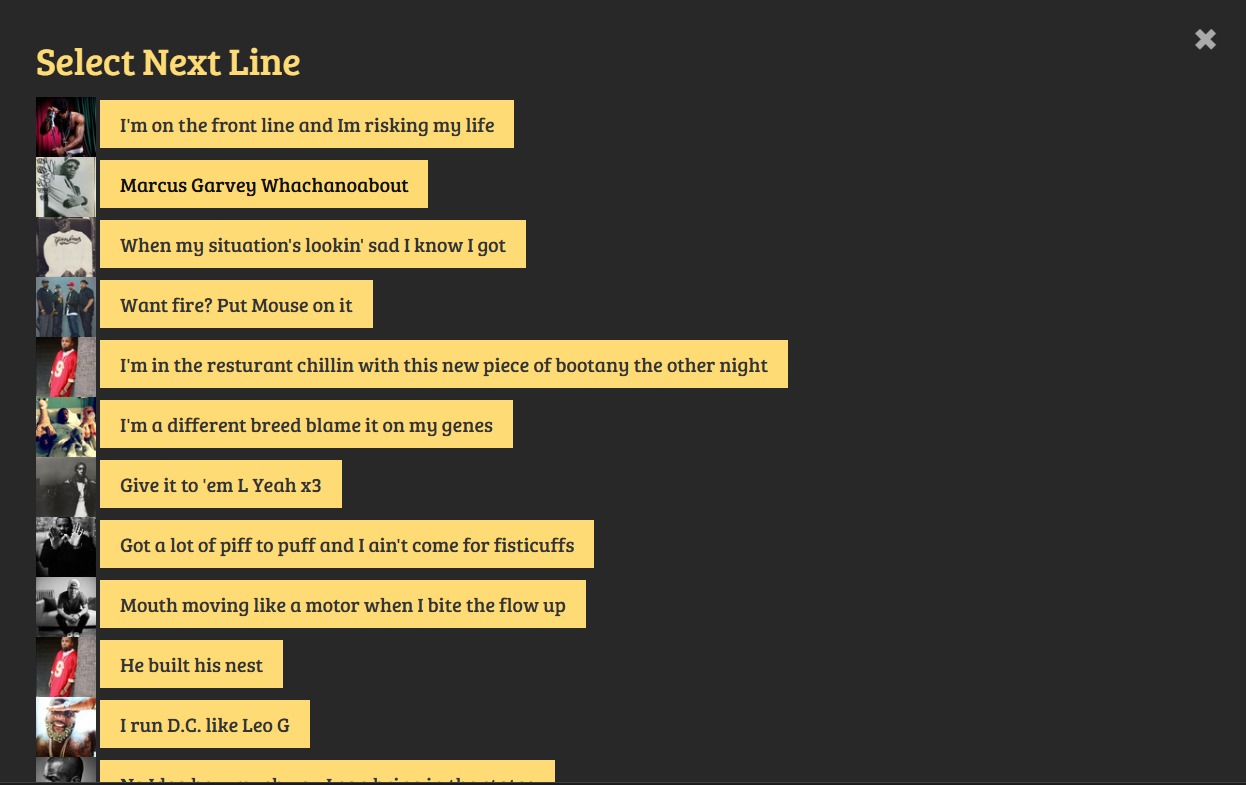 Select Next Line
I'm on the front line and Im risking my life
Marcus Garvey Whachanoabout
When my situation's lookin' sad I know I got
Want fire? Put Mouse on it
I'm in the resturant chillin with this new piece of bootany the other night
I'm a different breed blame it on my genes
Give it to 'em L Yeah x3
Got a lot of piff to puff and I ain't come for fisticuffs
Mouth moving like a motor when I bite the flow up
He built his nest
I run D.C. like Leo G